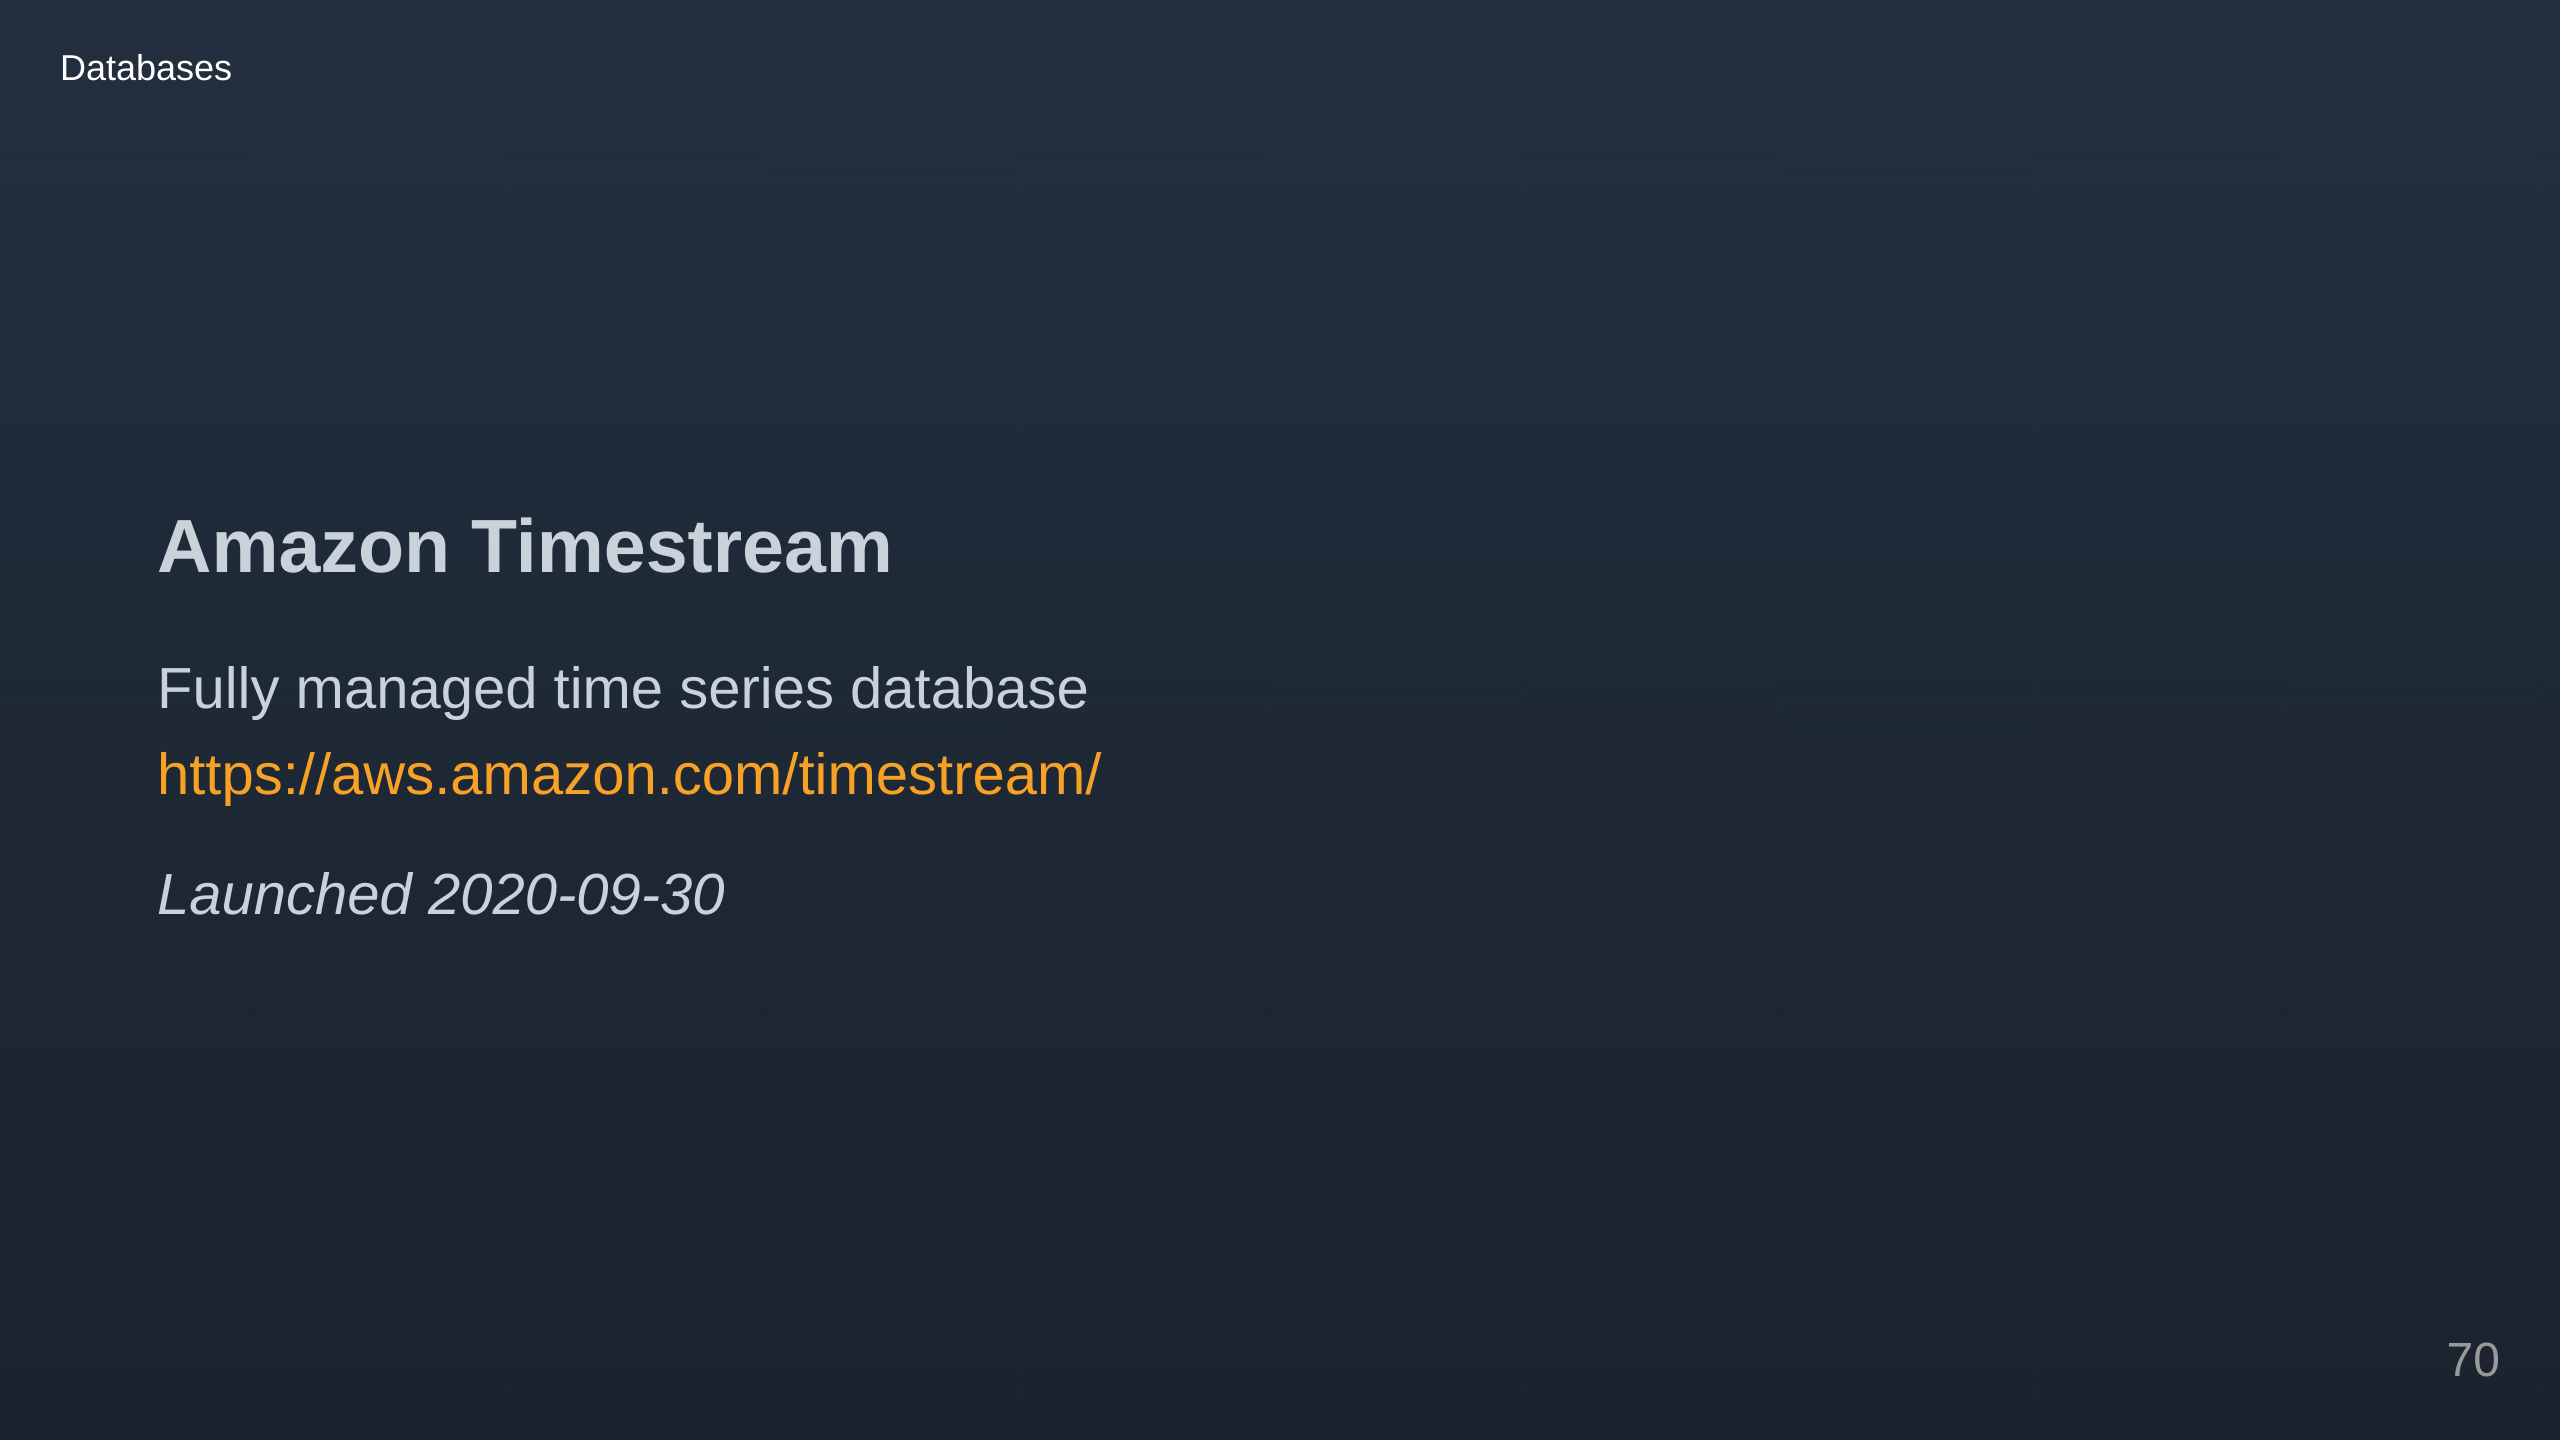 Databases
Amazon Timestream
Fully managed time series database
https://aws.amazon.com/timestream/
Launched 2020-09-30
70